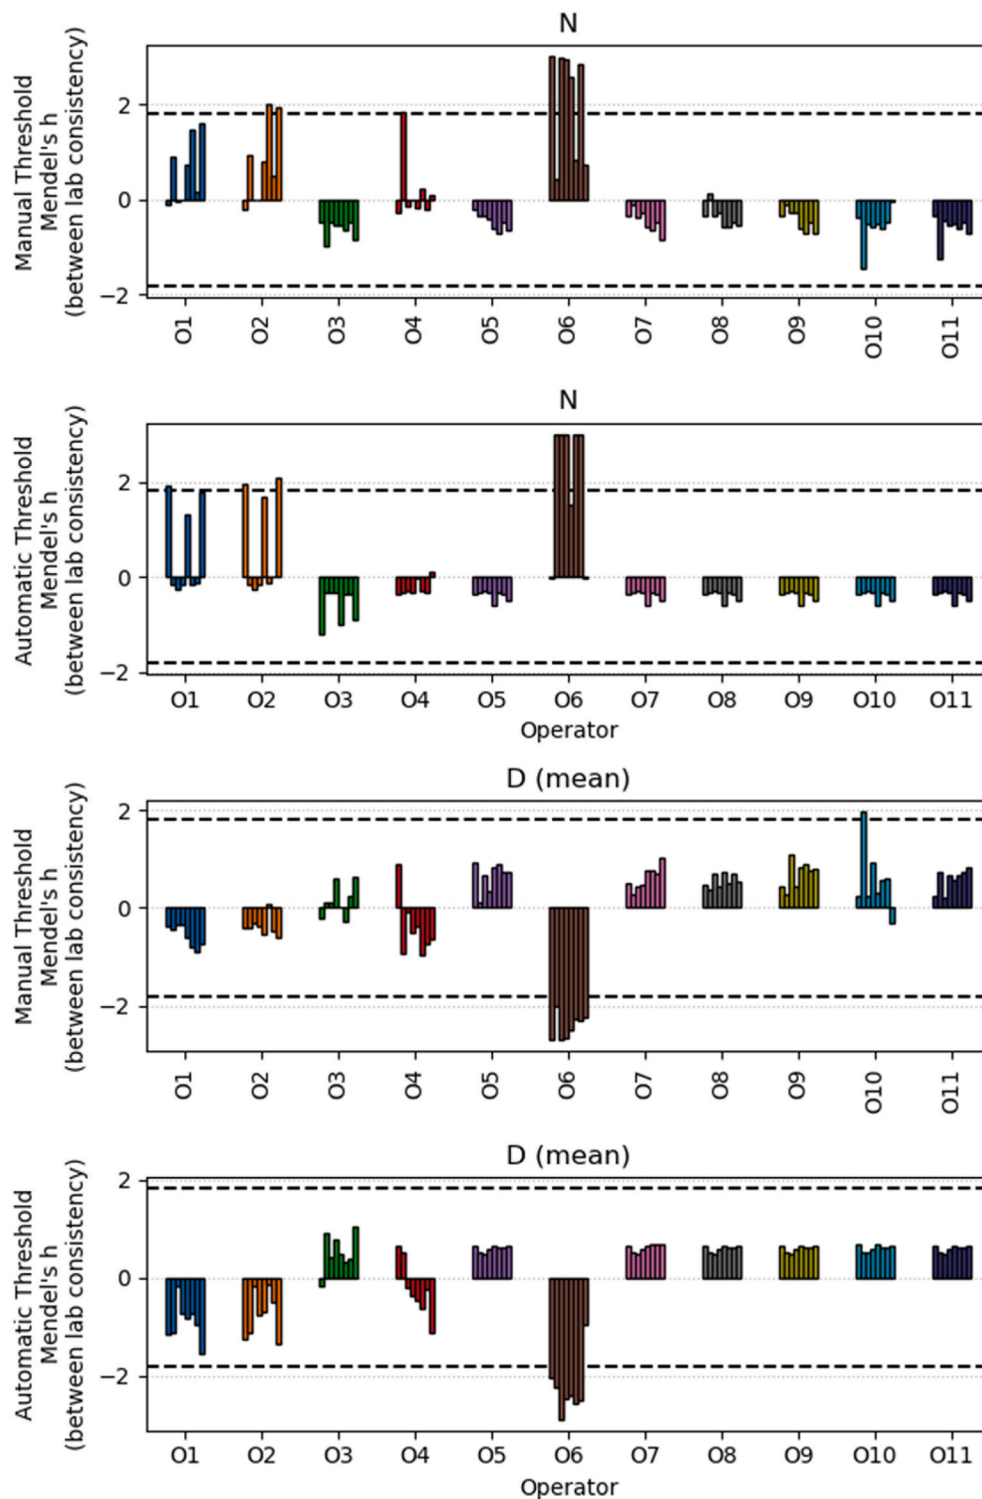 N
Manual Threshold
Mendel's h
(between lab consistency)
2
0
−2
O1 O2 O3 O4 O5 O6 O7 O8 O9 O10 O11
N
Automatic Threshold
Mendel's h
(between lab consistency)
2
0
−2
O1 O2 O3 O4 O5 O6 O7 O8 O9 O10 O11
Operator
D (mean)
Manual Threshold
Mendel's h
(between lab consistency)
2
0
−2
O1 O2 O3 O4 O5 O6 O7 O8 O9 O10 O11
D (mean)
Automatic Threshold
Mendel's h
(between lab consistency)
2
0
−2
O1 O2 O3 O4 O5 O6 O7 O8 O9 O10 O11
Operator